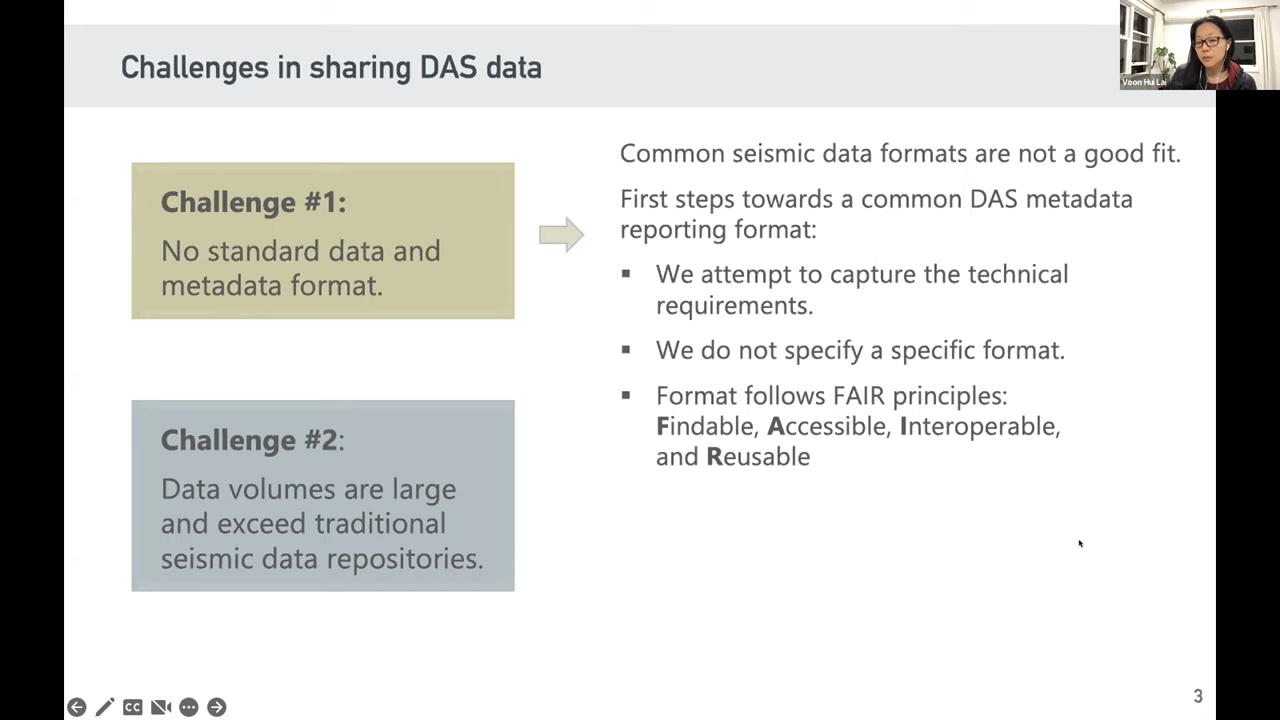 Challenges in sharing DAS data
Voon Hui Lai
Challenge #1:
No standard data and
metadata format.
Challenge #2:
Data volumes are large
and exceed traditional
seismic data repositories.
Common seismic data formats are not a good fit.
First steps towards a common DAS metadata
reporting format:
▪ We attempt to capture the technical
requirements.
▪ We do not specify a specific format.
▪ Format follows FAIR principles:
Findable, Accessible, Interoperable,
and Reusable
CC
3